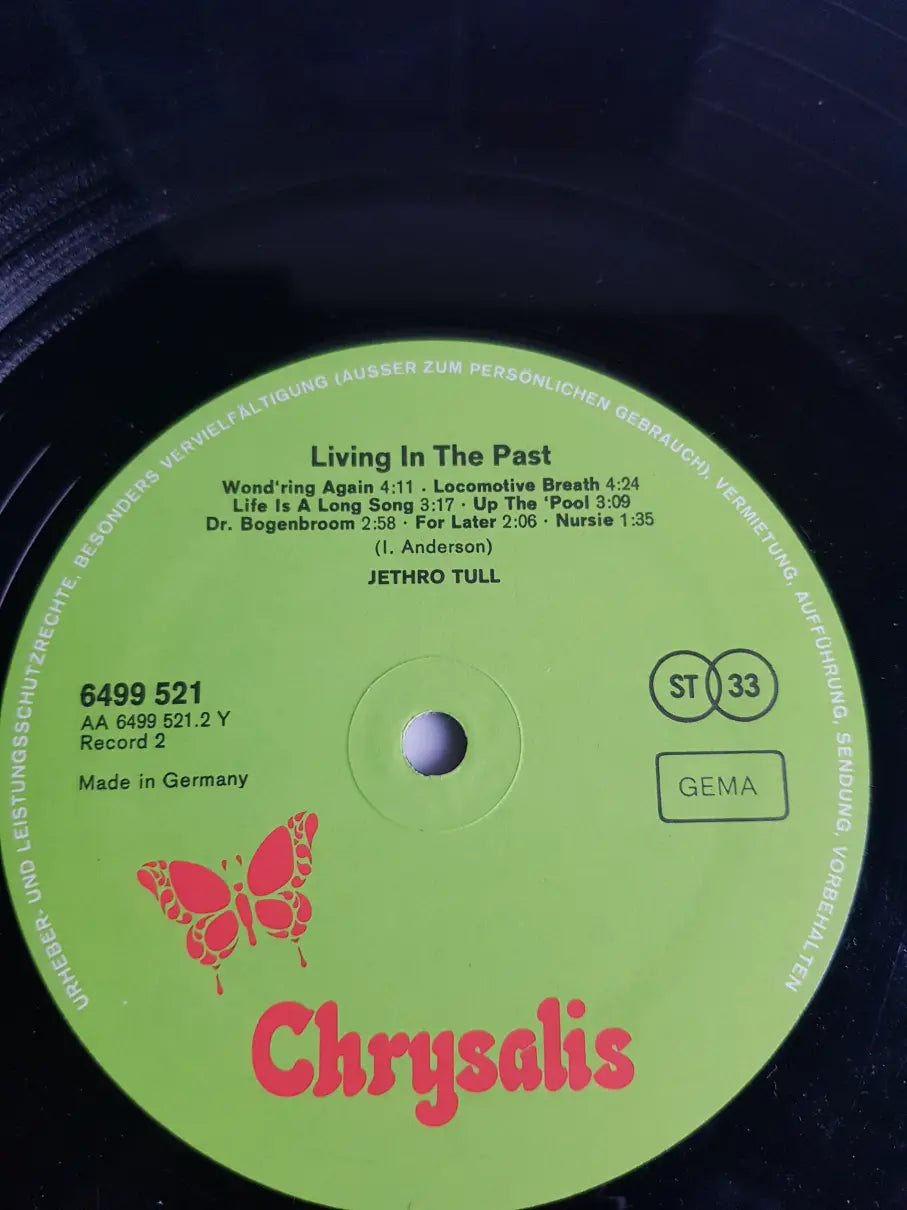 URHEBER- UND LEISTUNGSSCHUTZRECHTE, BESONDERS VERVIELFÄLTIGUNG (AUSSER ZUM PERSÖNLICHEN GEBRAUCH), VERMIETUNG, AUFFÜHRUNG, SENDUNG, VORBEHALTEN
Living In The Past
Wond'ring Again 4:11 . Locomotive Breath 4:24
Life Is A Long Song 3:17 · Up The 'Pool 3:09
Dr. Bogenbroom 2:58 · For Later 2:06 · Nursie 1:35
(I. Anderson)
JETHRO TULL
6499 521
AA 6499 521.2 Y
Record 2
Made in Germany
ST 33
GEMA
Chrysalis